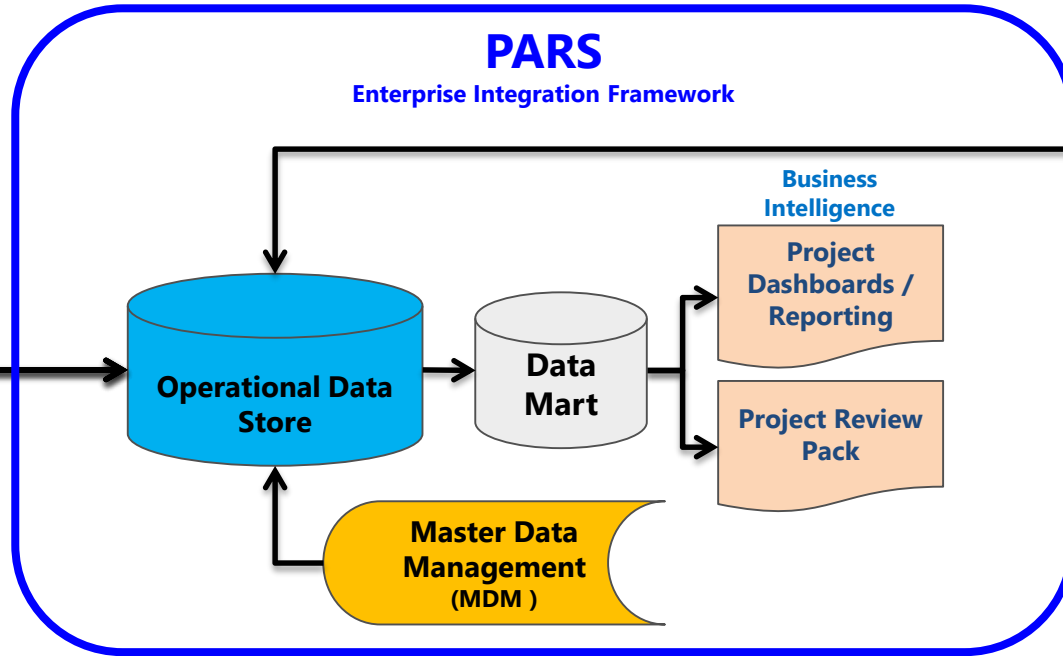 PARS
Enterprise Integration Framework
Business
Intelligence
Project
Dashboards /
Reporting
Operational Data
Store
Data
Mart
Project Review
Pack
Master Data
Management
(MDM )